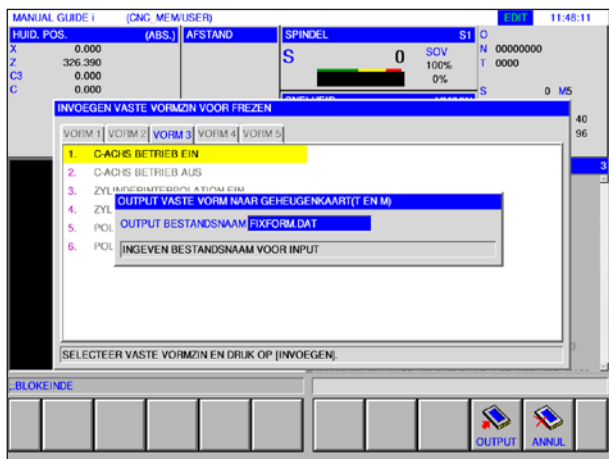 MANUAL GUIDE i (CNC_MEM/USER) EDIT 11:48:11
HUID. POS. (ABS.) AFSTAND SPINDEL S1 O
X 0.000 S 0 SOV N 00000000
Z 326.390 100% T 0000
C3 0.000 0%
C 0.000 S 0 M5
INVOEGEN VASTE VORMZIN VOOR FREZEN
VORM 1 VORM 2 VORM 3 VORM 4 VORM 5
40
96
1. C-ACHS BETRIEB EIN
3
2. C-ACHS BETRIEB AUS
3. ZYLINDERINTERPOLATION EIN
OUTPUT VASTE VORM NAAR GEHEUGENKAART(T EN M)
4. ZYL
OUTPUT BESTANDSNAAM FIXFORM.DAT
5. POL
6. POL INGEVEN BESTANDSNAAM VOOR INPUT
3.
SELECTEER VASTE VORMZIN EN DRUK OP [INVOEGEN].
;:BLOKEINDE
OUTPUT ANNUL